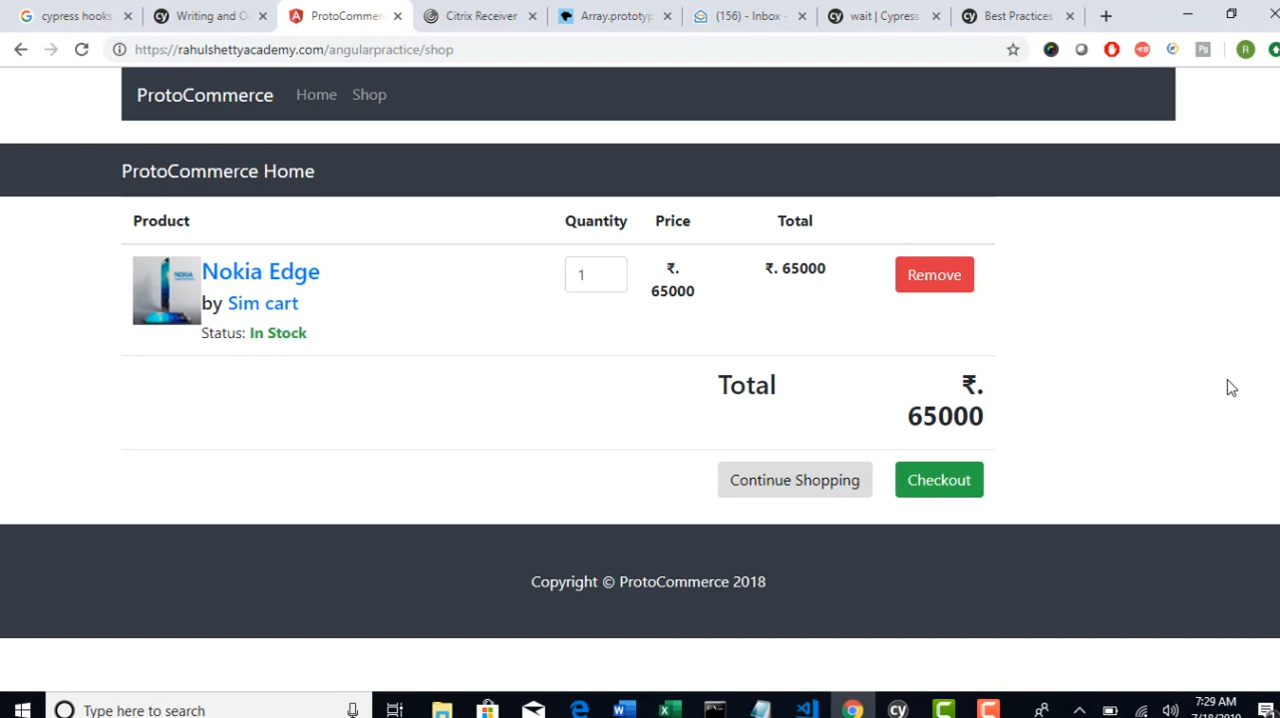 cypress hooks
Writing and O
ProtoCommer
Citrix Receiver
Array.prototyp
(156) - Inbox -
wait | Cypress
Best Practices
https://rahulshettyacademy.com/angularpractice/shop
R
ProtoCommerce Home Shop
ProtoCommerce Home
Product Quantity Price Total
Nokia Edge
by Sim cart
Status: In Stock
1
₹.
65000
₹. 65000
Remove
Total
₹.
65000
Continue Shopping
Checkout
Copyright © ProtoCommerce 2018
Type here to search
7:29 AM